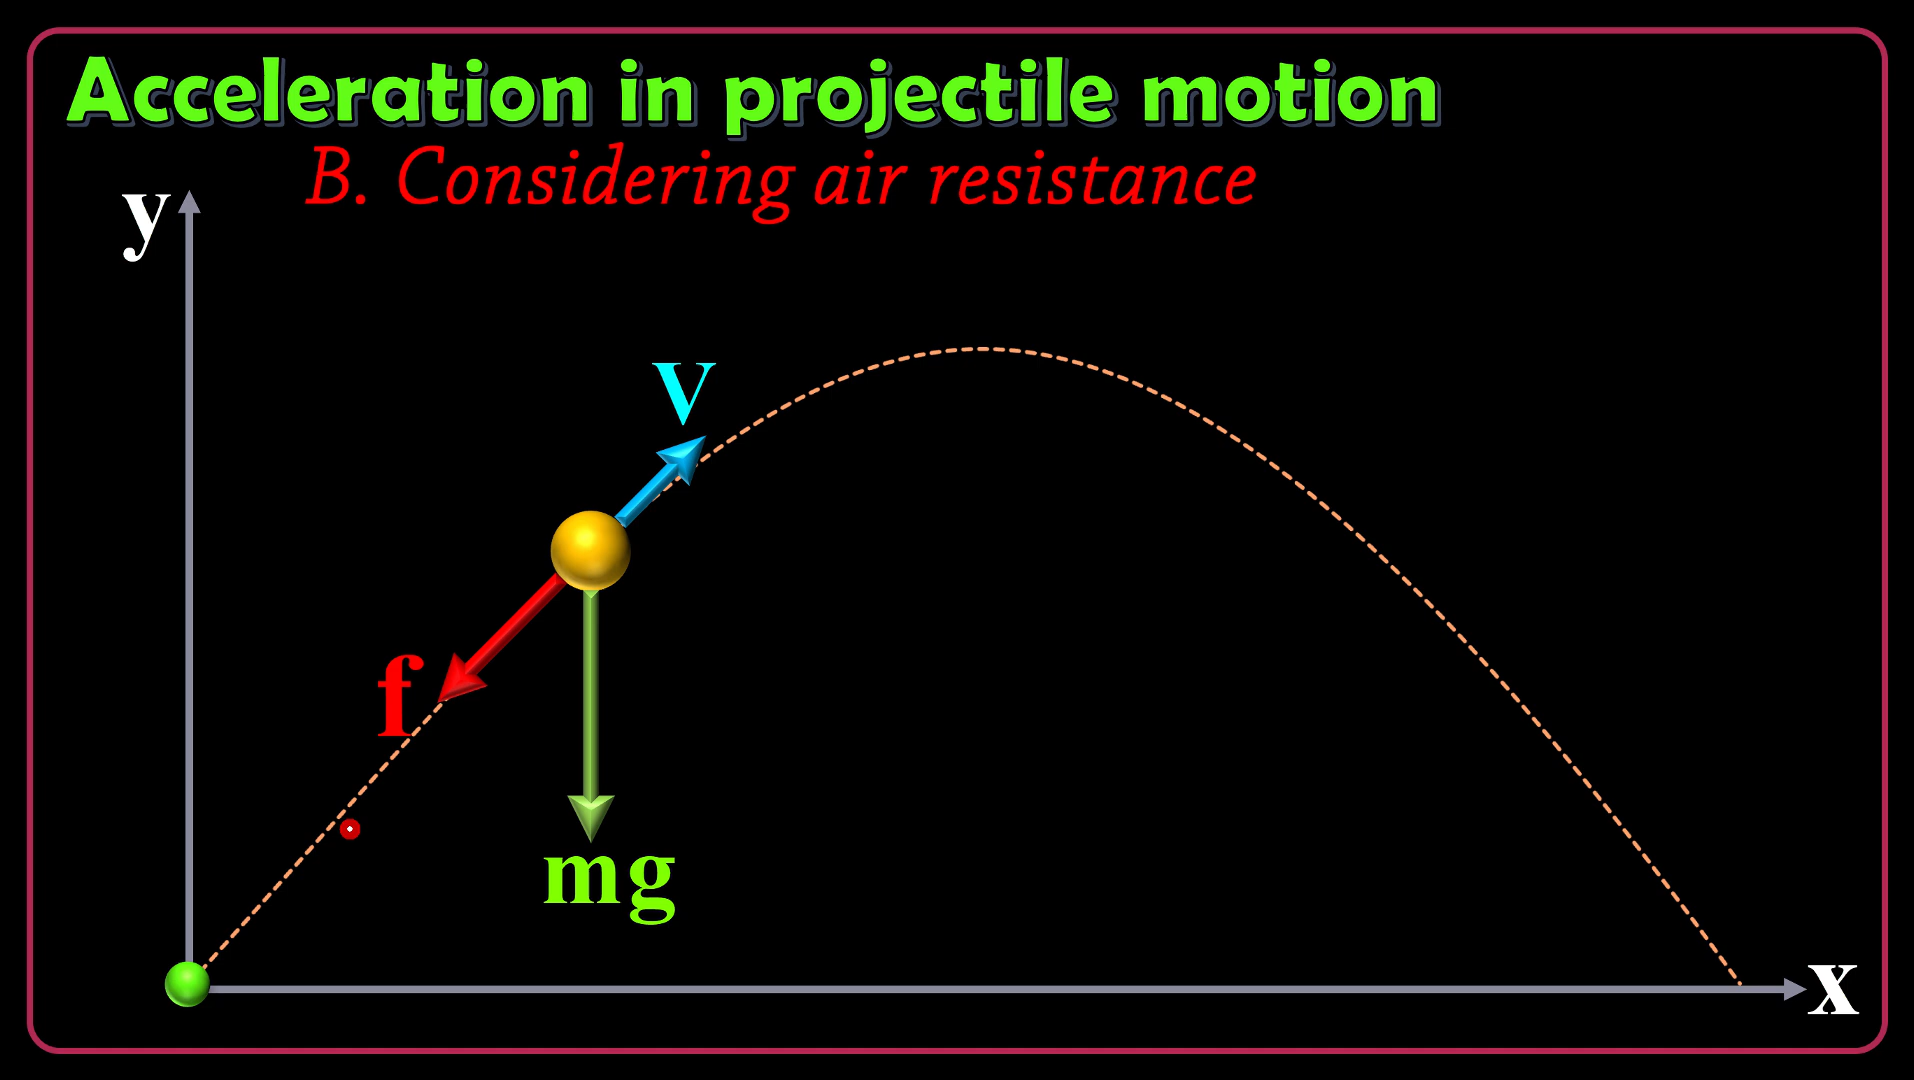 Acceleration in projectile motion
B. Considering air resistance
y
v
f
mg
x